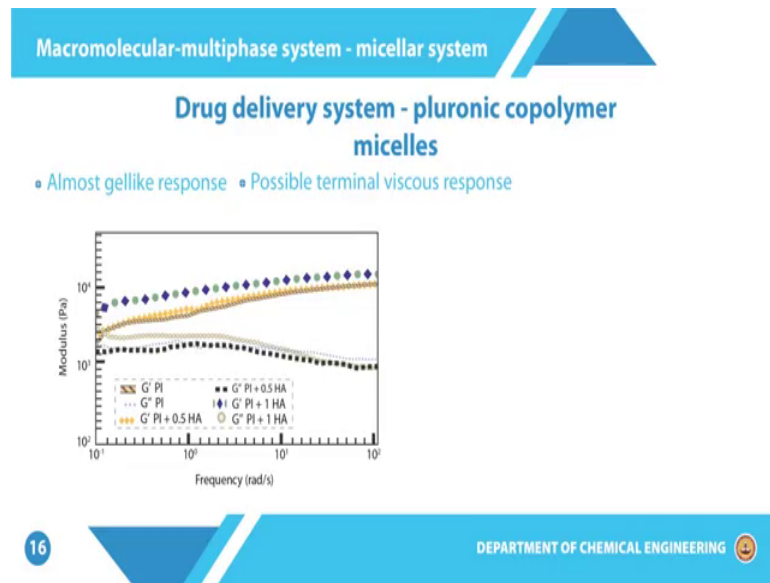 Macromolecular-multiphase system - micellar system
Drug delivery system - pluronic copolymer
micelles
Almost gellike response
Possible terminal viscous response
Modulus (Pa)
10⁴
10³
10²
G' PI
G" PI
G' PI + 0.5 HA
G" PI + 0.5 HA
G' PI + 1 HA
G" PI + 1 HA
10⁻¹ 10⁰ 10¹ 10²
Frequency (rad/s)
16
DEPARTMENT OF CHEMICAL ENGINEERING